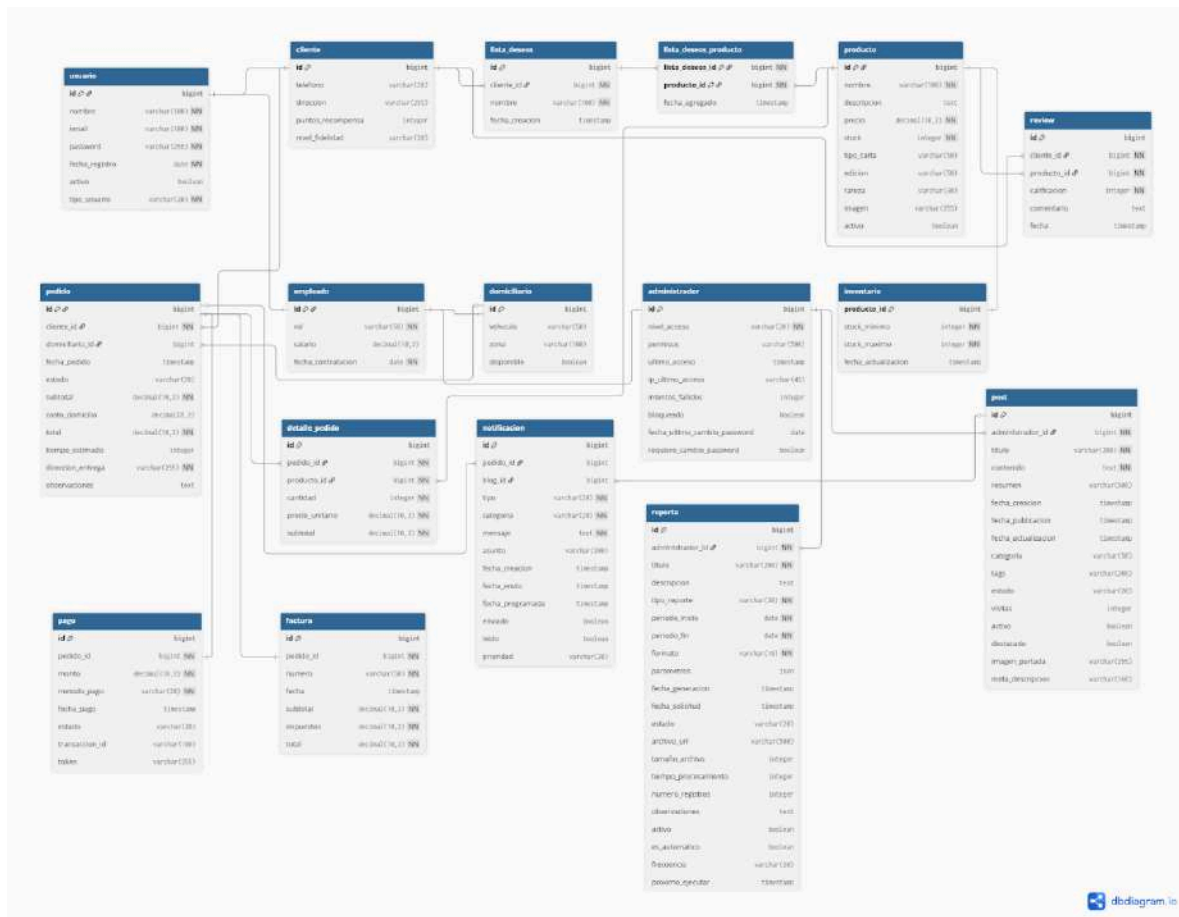 usuario
id bigint
nombre varchar(100) NN
email varchar(100) NN
password varchar(255) NN
fecha_registro date NN
activo boolean
tipo_usuario varchar(20) NN
cliente
id bigint
telefono varchar(20)
direccion varchar(255)
puntos_recompensa integer
nivel_fidelidad varchar(20)
lista_deseos
id bigint
cliente_id bigint NN
nombre varchar(100) NN
fecha_creacion timestamp
lista_deseos_producto
lista_deseos_id bigint NN
producto_id bigint NN
fecha_agregado timestamp
producto
id bigint
nombre varchar(100) NN
descripcion text
precio decimal(10,2) NN
stock integer NN
tipo_carta varchar(50)
edicion varchar(50)
rareza varchar(30)
imagen varchar(255)
activo boolean
review
id bigint
cliente_id bigint NN
producto_id bigint NN
calificacion integer NN
comentario text
fecha timestamp
pedido
id bigint
cliente_id bigint NN
domiciliario_id bigint
fecha_pedido timestamp
estado varchar(20)
subtotal decimal(10,2) NN
costo_domicilio decimal(10,2)
total decimal(10,2) NN
tiempo_estimado integer
direccion_entrega varchar(255) NN
observaciones text
empleado
id bigint
rol varchar(50) NN
salario decimal(10,2)
fecha_contratacion date NN
domiciliario
id bigint
vehiculo varchar(50)
zona varchar(100)
disponible boolean
administrador
id bigint
nivel_acceso varchar(20) NN
permisos varchar(500)
ultimo_acceso timestamp
ip_ultimo_acceso varchar(45)
intentos_fallidos integer
bloqueado boolean
fecha_ultimo_cambio_password date
requiere_cambio_password boolean
inventario
producto_id bigint
stock_minimo integer NN
stock_maximo integer NN
fecha_actualizacion timestamp
detalle_pedido
id bigint
pedido_id bigint NN
producto_id bigint NN
cantidad integer NN
precio_unitario decimal(10,2) NN
subtotal decimal(10,2) NN
notificacion
id bigint
pedido_id bigint
blog_id bigint
tipo varchar(20) NN
categoria varchar(20) NN
mensaje text NN
asunto varchar(200)
fecha_creacion timestamp
fecha_envio timestamp
fecha_programada timestamp
enviado boolean
leido boolean
prioridad varchar(20)
post
id bigint
administrador_id bigint NN
titulo varchar(200) NN
contenido text NN
resumen varchar(500)
fecha_creacion timestamp
fecha_publicacion timestamp
fecha_actualizacion timestamp
categoria varchar(50)
tags varchar(200)
estado varchar(20)
visitas integer
activo boolean
destacado boolean
imagen_portada varchar(255)
meta_descripcion varchar(160)
reporte
id bigint
administrador_id bigint NN
titulo varchar(200) NN
descripcion text
tipo_reporte varchar(30) NN
periodo_inicio date NN
periodo_fin date NN
formato varchar(10) NN
parametros json
fecha_generacion timestamp
fecha_solicitud timestamp
estado varchar(20)
archivo_url varchar(500)
tamaño_archivo integer
tiempo_procesamiento integer
numero_registros integer
observaciones text
activo boolean
es_automatico boolean
frecuencia varchar(20)
proximo_ejecutar timestamp
pago
id bigint
pedido_id bigint NN
monto decimal(10,2) NN
metodo_pago varchar(20) NN
fecha_pago timestamp
estado varchar(20)
transaccion_id varchar(100)
token varchar(255)
factura
id bigint
pedido_id bigint NN
numero varchar(50) NN
fecha timestamp
subtotal decimal(10,2) NN
impuestos decimal(10,2) NN
total decimal(10,2) NN
dbdiagram.io